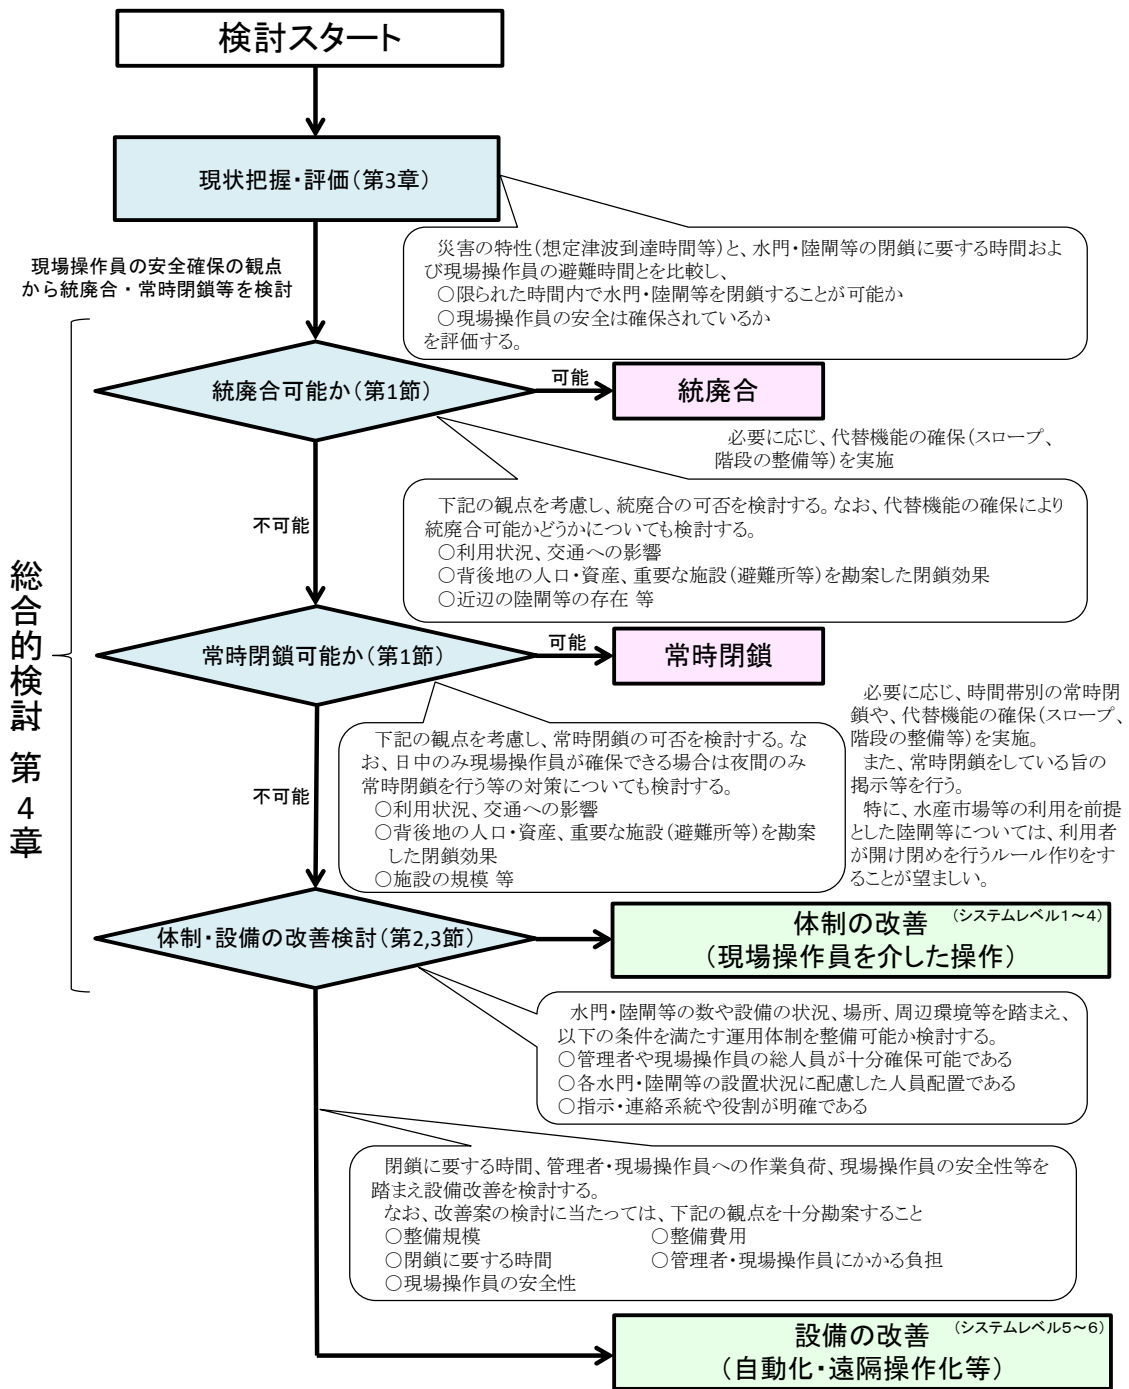 検討スタート
現状把握・評価(第3章)
現場操作員の安全確保の観点
から統廃合・常時閉鎖等を検討
災害の特性(想定津波到達時間等)と、水門・陸閘等の閉鎖に要する時間およ
び現場操作員の避難時間とを比較し、
○限られた時間内で水門・陸閘等を閉鎖することが可能か
○現場操作員の安全は確保されているか
を評価する。
統廃合可能か(第1節)
可能
統廃合
必要に応じ、代替機能の確保(スロープ、
階段の整備等)を実施
下記の観点を考慮し、統廃合の可否を検討する。なお、代替機能の確保により
統廃合可能かどうかについても検討する。
○利用状況、交通への影響
○背後地の人口・資産、重要な施設(避難所等)を勘案した閉鎖効果
○近辺の陸閘等の存在 等
不可能
総合的検討、第4章
常時閉鎖可能か(第1節)
可能
常時閉鎖
必要に応じ、時間帯別の常時閉
鎖や、代替機能の確保(スロープ、
階段の整備等)を実施。
また、常時閉鎖をしている旨の
掲示等を行う。
特に、水産市場等の利用を前提
とした陸閘等については、利用者
が開け閉めを行うルール作りをす
ることが望ましい。
下記の観点を考慮し、常時閉鎖の可否を検討する。な
お、日中のみ現場操作員が確保できる場合は夜間のみ
常時閉鎖を行う等の対策についても検討する。
○利用状況、交通への影響
○背後地の人口・資産、重要な施設(避難所等)を勘案
した閉鎖効果
○施設の規模 等
不可能
体制・設備の改善検討(第2,3節)
体制の改善 (システムレベル1~4)
(現場操作員を介した操作)
水門・陸閘等の数や設備の状況、場所、周辺環境等を踏まえ、
以下の条件を満たす運用体制を整備可能か検討する。
○管理者や現場操作員の総人員が十分確保可能である
○各水門・陸閘等の設置状況に配慮した人員配置である
○指示・連絡系統や役割が明確である
閉鎖に要する時間、管理者・現場操作員への作業負荷、現場操作員の安全性等を
踏まえ設備改善を検討する。
なお、改善案の検討に当たっては、下記の観点を十分勘案すること
○整備規模 ○整備費用
○閉鎖に要する時間 ○管理者・現場操作員にかかる負担
○現場操作員の安全性
設備の改善 (システムレベル5~6)
(自動化・遠隔操作化等)